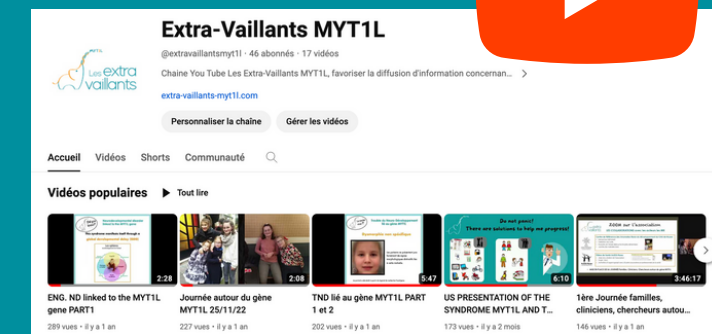 Extra-Vaillants MYT1L
@extravaillantsmyt1l · 46 abonnés · 17 vidéos
Chaine You Tube Les Extra-Vaillants MYT1L, favoriser la diffusion d'information concernan...
extra-vaillants-myt1l.com
Les extra
vaillants
Personnaliser la chaîne
Gérer les vidéos
Accueil Vidéos Shorts Communauté
Vidéos populaires Tout lire
Do not panic!
There are solutions to help me progress!
2:28
2:08
5:47
6:10
3:46:17
ENG. ND linked to the MYT1L
gene PART1
289 vues · il y a 1 an
Journée autour du gène
MYT1L 25/11/22
227 vues · il y a 1 an
TND lié au gène MYT1L PART
1 et 2
202 vues · il y a 1 an
US PRESENTATION OF THE
SYNDROME MYT1L AND T...
173 vues · il y a 2 mois
1ère Journée familles,
cliniciens, chercheurs autou...
146 vues · il y a 1 an